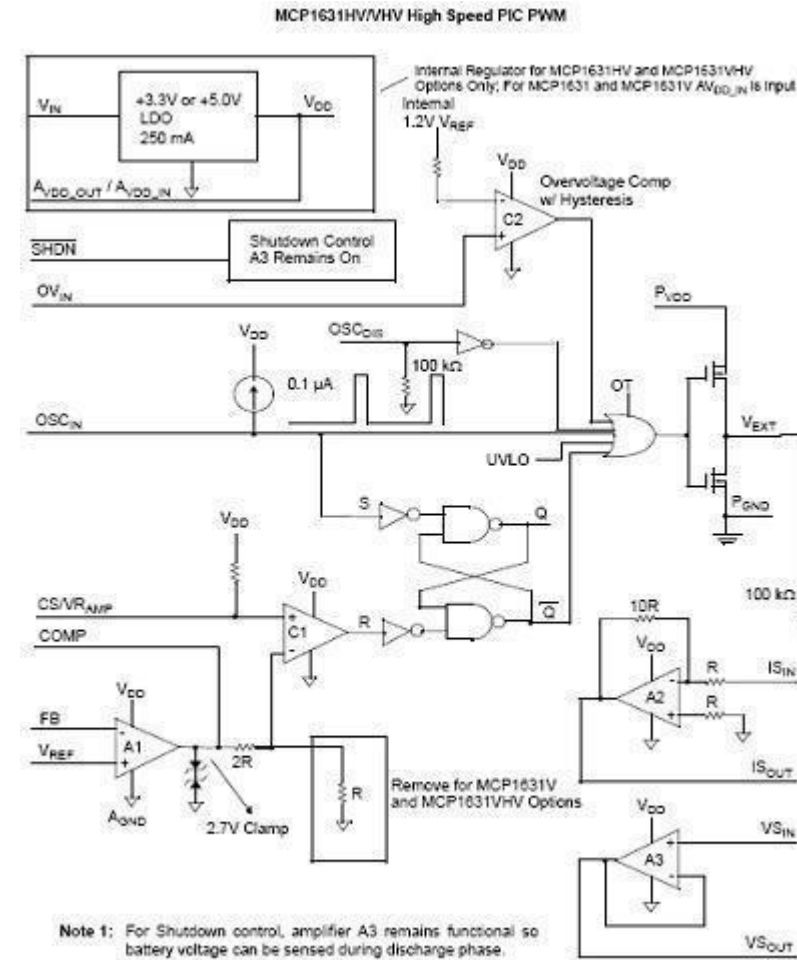 MCP1631HV/VHV High Speed PIC PWM
Internal Regulator for MCP1631HV and MCP1631VHV
Options Only; For MCP1631 and MCP1631V AVDD_IN is Input
VIN
+3.3V or +5.0V
LDO
250 mA
VDD
AVDD_OUT / AVDD_IN
Internal
1.2V VREF
VDD
Overvoltage Comp
w/ Hysteresis
-
C2
+
SHDN
Shutdown Control
A3 Remains On
OVIN
PVDD
VDD
OSCDIS
100 kΩ
0.1 µA
OT
OSCIN
VEXT
UVLO
S
Q
PGND
VDD
VDD
100 kΩ
CS/VRAMP
+
C1
-
R
Q
10R
COMP
VDD
R
ISIN
-
A2
+
R
VDD
FB
-
A1
+
VREF
2R
R
Remove for MCP1631V
and MCP1631VHV Options
ISOUT
AGND
2.7V Clamp
VDD
VSIN
+
A3
-
Note 1: For Shutdown control, amplifier A3 remains functional so
battery voltage can be sensed during discharge phase.
VSOUT